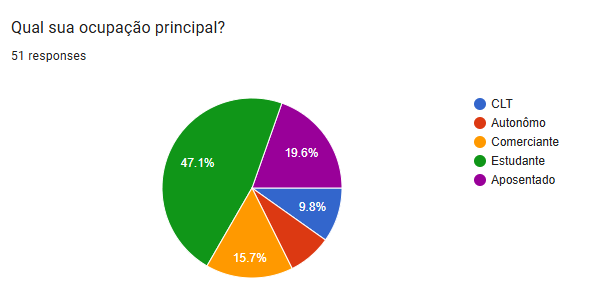 Qual sua ocupação principal?
51 responses
CLT
Autonômo
Comerciante
Estudante
Aposentado
47.1%
19.6%
9.8%
15.7%